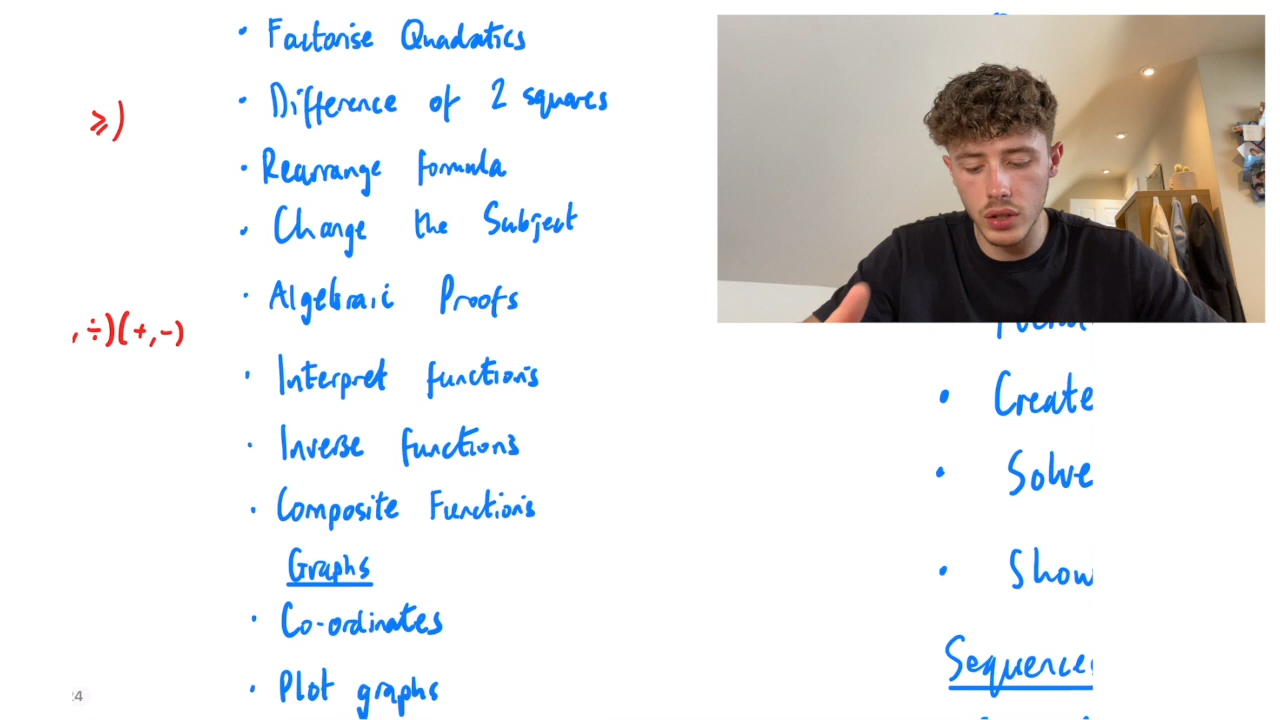 ≥)
, ÷)(+,-)
24
• Factorise Quadratics
• Difference of 2 squares
• Rearrange formula
• Change the Subject
• Algebraic Proofs
• Interpret functions
• Inverse functions
• Composite Functions
Graphs
• Co-ordinates
• Plot graphs
• Create
• Solve
• Show
Sequences